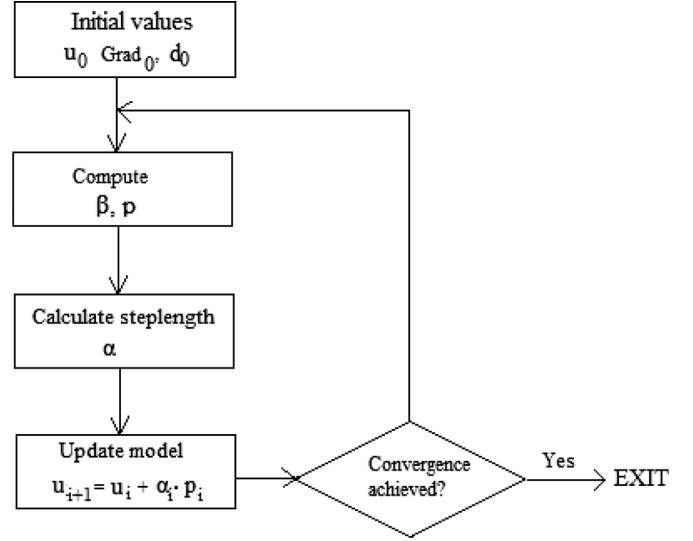 Initial values
u₀ Grad₀, d₀
Compute
β, p
Calculate steplength
α
Update model
uᵢ₊₁ = uᵢ + αᵢ· pᵢ
Convergence
achieved?
Yes
EXIT